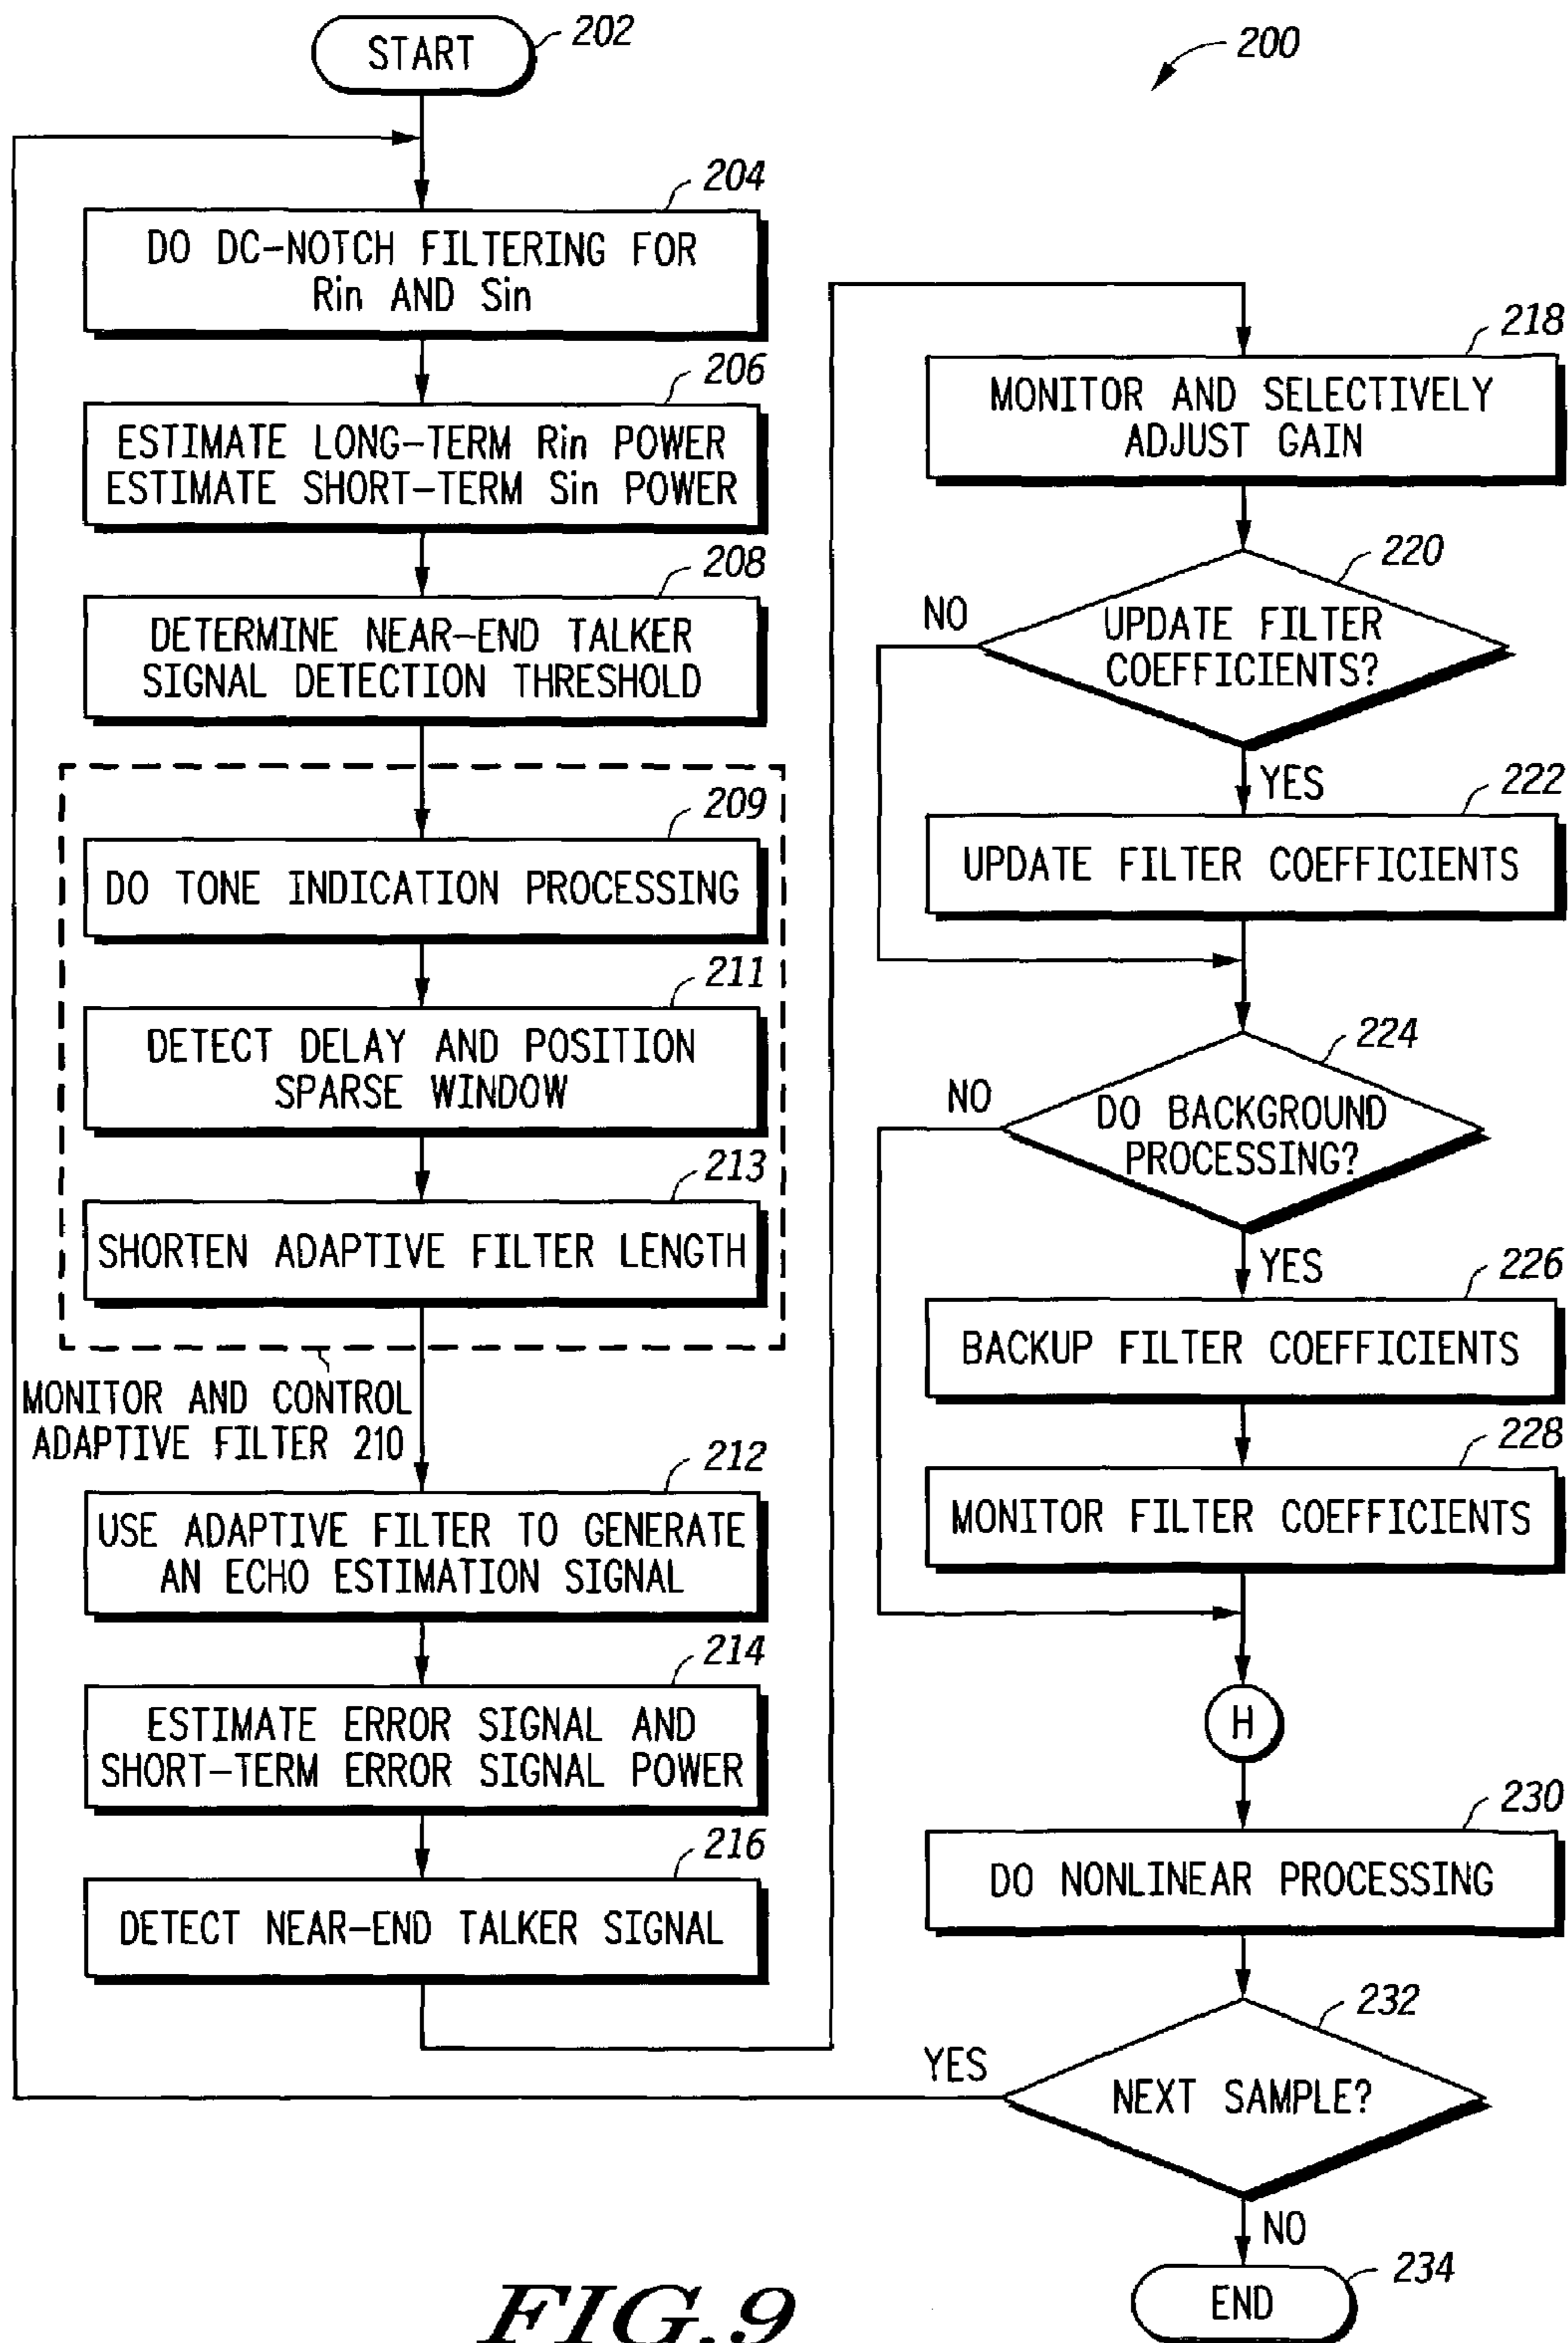 START
202
200
204
DO DC-NOTCH FILTERING FOR
Rin AND Sin
206
ESTIMATE LONG-TERM Rin POWER
ESTIMATE SHORT-TERM Sin POWER
208
DETERMINE NEAR-END TALKER
SIGNAL DETECTION THRESHOLD
209
DO TONE INDICATION PROCESSING
211
DETECT DELAY AND POSITION
SPARSE WINDOW
213
SHORTEN ADAPTIVE FILTER LENGTH
MONITOR AND CONTROL
ADAPTIVE FILTER 210
212
USE ADAPTIVE FILTER TO GENERATE
AN ECHO ESTIMATION SIGNAL
214
ESTIMATE ERROR SIGNAL AND
SHORT-TERM ERROR SIGNAL POWER
216
DETECT NEAR-END TALKER SIGNAL
218
MONITOR AND SELECTIVELY
ADJUST GAIN
220
NO
UPDATE FILTER
COEFFICIENTS?
YES
222
UPDATE FILTER COEFFICIENTS
224
NO
DO BACKGROUND
PROCESSING?
YES
226
BACKUP FILTER COEFFICIENTS
228
MONITOR FILTER COEFFICIENTS
H
230
DO NONLINEAR PROCESSING
232
YES
NEXT SAMPLE?
NO
234
END
FIG.9